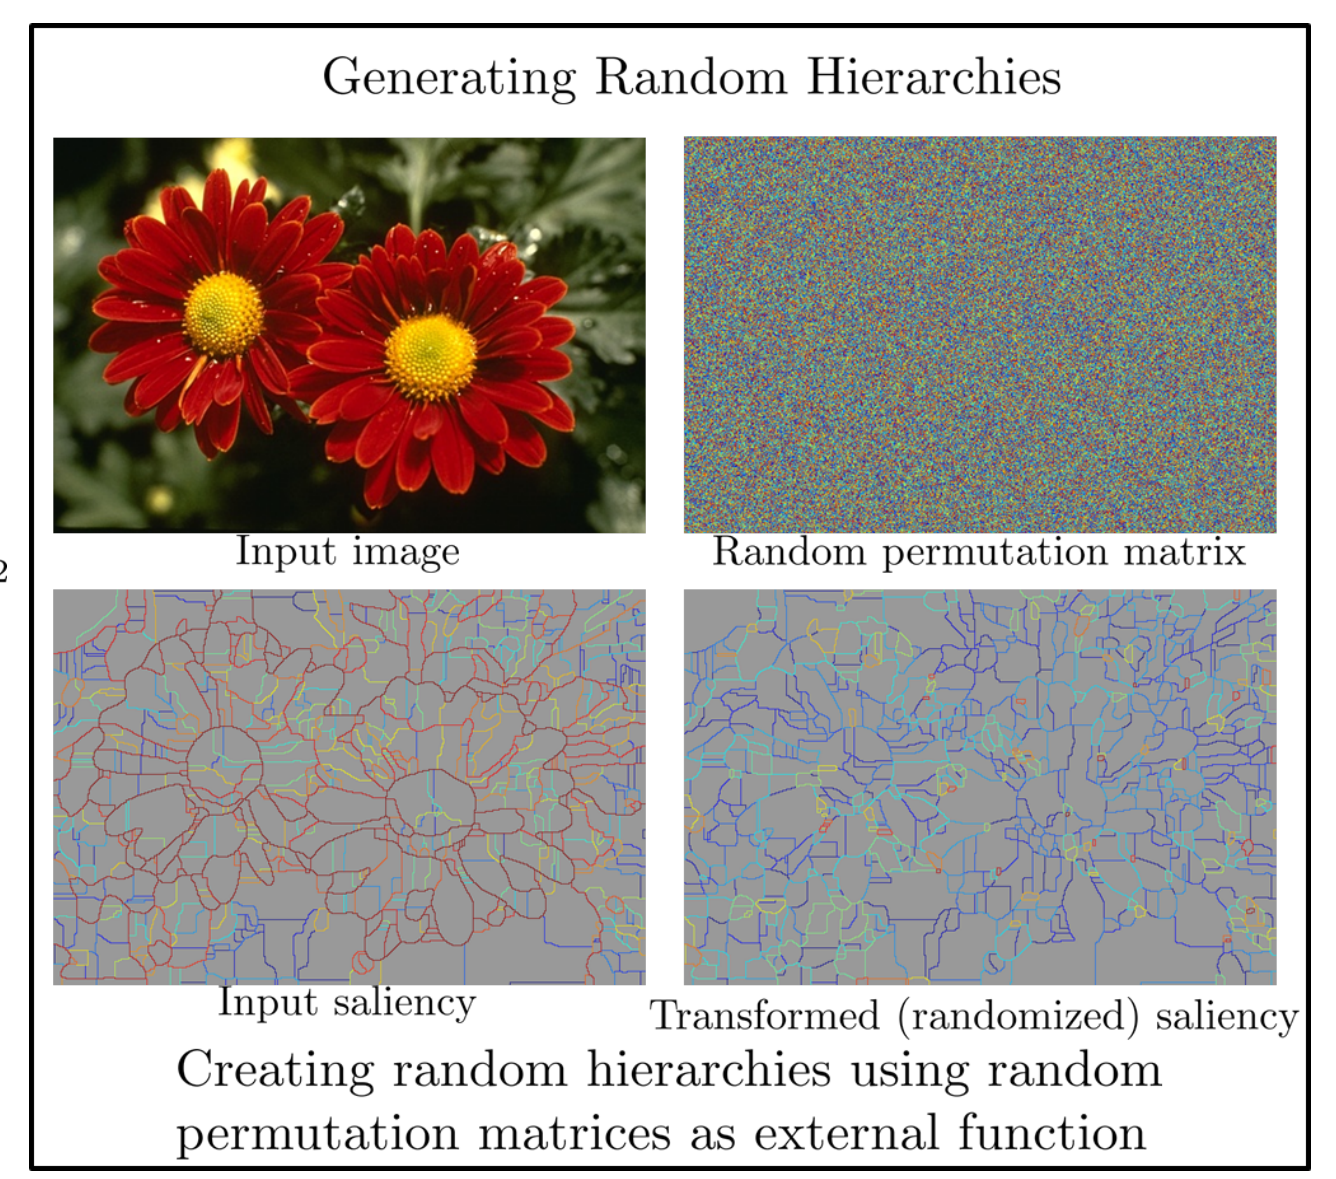 Generating Random Hierarchies
Input image
Random permutation matrix
2
Input saliency
Transformed (randomized) saliency
Creating random hierarchies using random
permutation matrices as external function